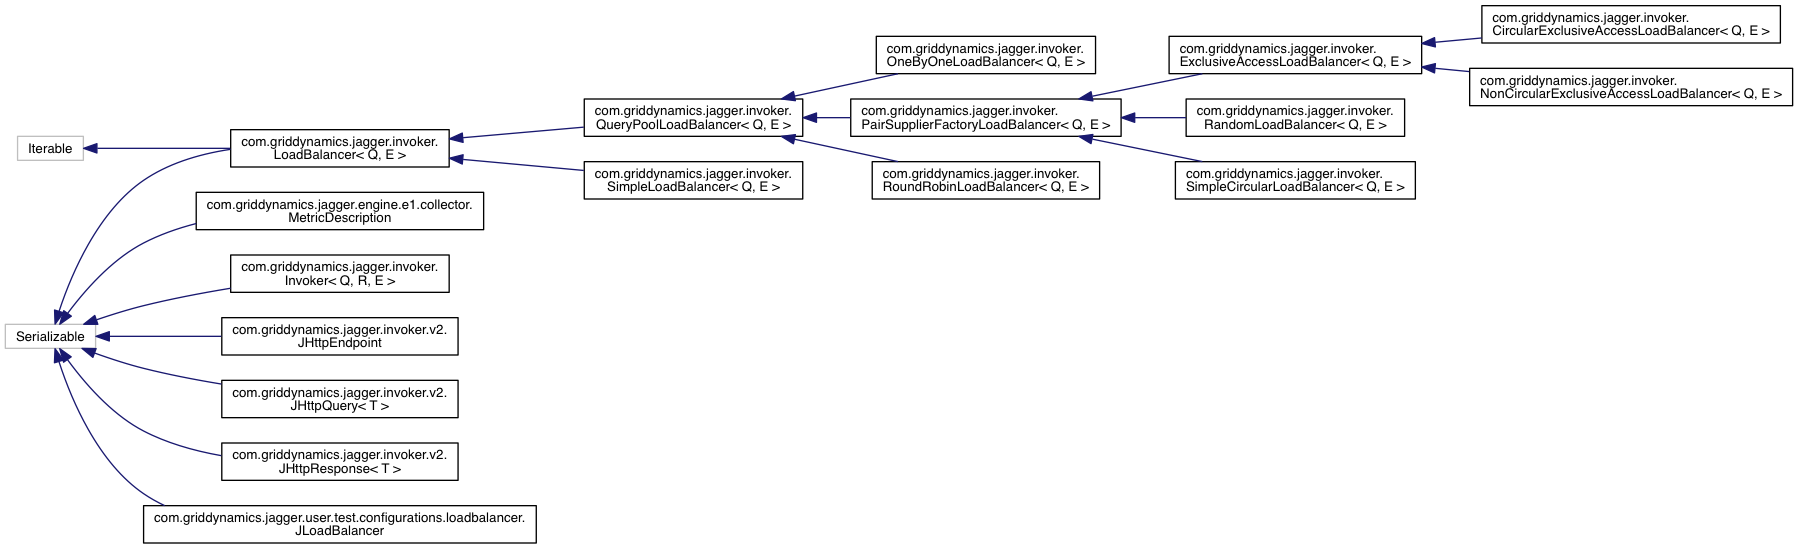 com.griddynamics.jagger.invoker.
CircularExclusiveAccessLoadBalancer< Q, E >
com.griddynamics.jagger.invoker.
OneByOneLoadBalancer< Q, E >
com.griddynamics.jagger.invoker.
ExclusiveAccessLoadBalancer< Q, E >
com.griddynamics.jagger.invoker.
NonCircularExclusiveAccessLoadBalancer< Q, E >
com.griddynamics.jagger.invoker.
QueryPoolLoadBalancer< Q, E >
com.griddynamics.jagger.invoker.
PairSupplierFactoryLoadBalancer< Q, E >
com.griddynamics.jagger.invoker.
RandomLoadBalancer< Q, E >
Iterable
com.griddynamics.jagger.invoker.
LoadBalancer< Q, E >
com.griddynamics.jagger.invoker.
SimpleLoadBalancer< Q, E >
com.griddynamics.jagger.invoker.
RoundRobinLoadBalancer< Q, E >
com.griddynamics.jagger.invoker.
SimpleCircularLoadBalancer< Q, E >
com.griddynamics.jagger.engine.e1.collector.
MetricDescription
com.griddynamics.jagger.invoker.
Invoker< Q, R, E >
Serializable
com.griddynamics.jagger.invoker.v2.
JHttpEndpoint
com.griddynamics.jagger.invoker.v2.
JHttpQuery< T >
com.griddynamics.jagger.invoker.v2.
JHttpResponse< T >
com.griddynamics.jagger.user.test.configurations.loadbalancer.
JLoadBalancer